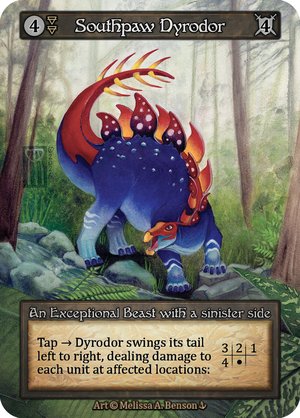 4 Southpaw Dyrodor 4
An Exceptional Beast with a sinister side
Tap → Dyrodor swings its tail
left to right, dealing damage to
each unit at affected locations:
3 2 1
4 •
Art © Melissa A. Benson